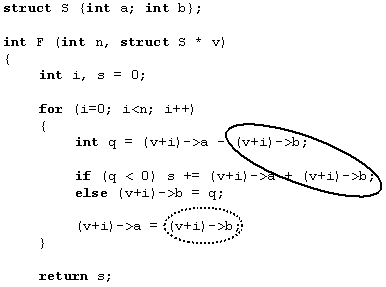 struct S {int a; int b};
int F (int n, struct S * v)
{
int i, s = 0;
for (i=0; i<n; i++)
{
int q = (v+i)->a - (v+i)->b;
if (q < 0) s += (v+i)->a + (v+i)->b;
else (v+i)->b = q;
(v+i)->a = (v+i)->b;
}
return s;